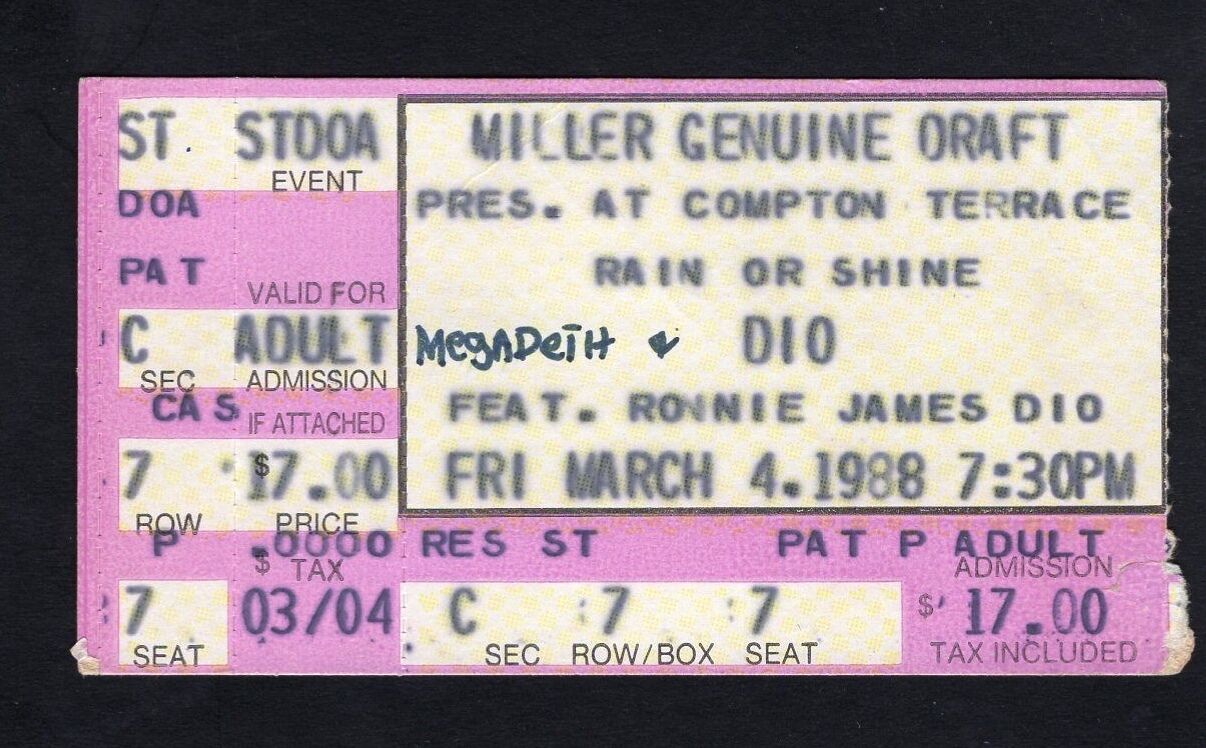 ST. STDOA
EVENT
DOA
PAT
VALID FOR
C ADULT
SEC ADMISSION
CAS IF ATTACHED
7 $17.00
ROW PRICE
P .0000
$ TAX
7 03/04
SEAT
MILLER GENUINE DRAFT
PRES. AT COMPTON TERRACE
RAIN OR SHINE
MegADeTH & DIO
FEAT. RONNIE JAMES DIO
FRI MARCH 4.1988 7:30PM
RES ST PAT P ADULT
ADMISSION
C 7 7 $17.00
SEC ROW/BOX SEAT TAX INCLUDED